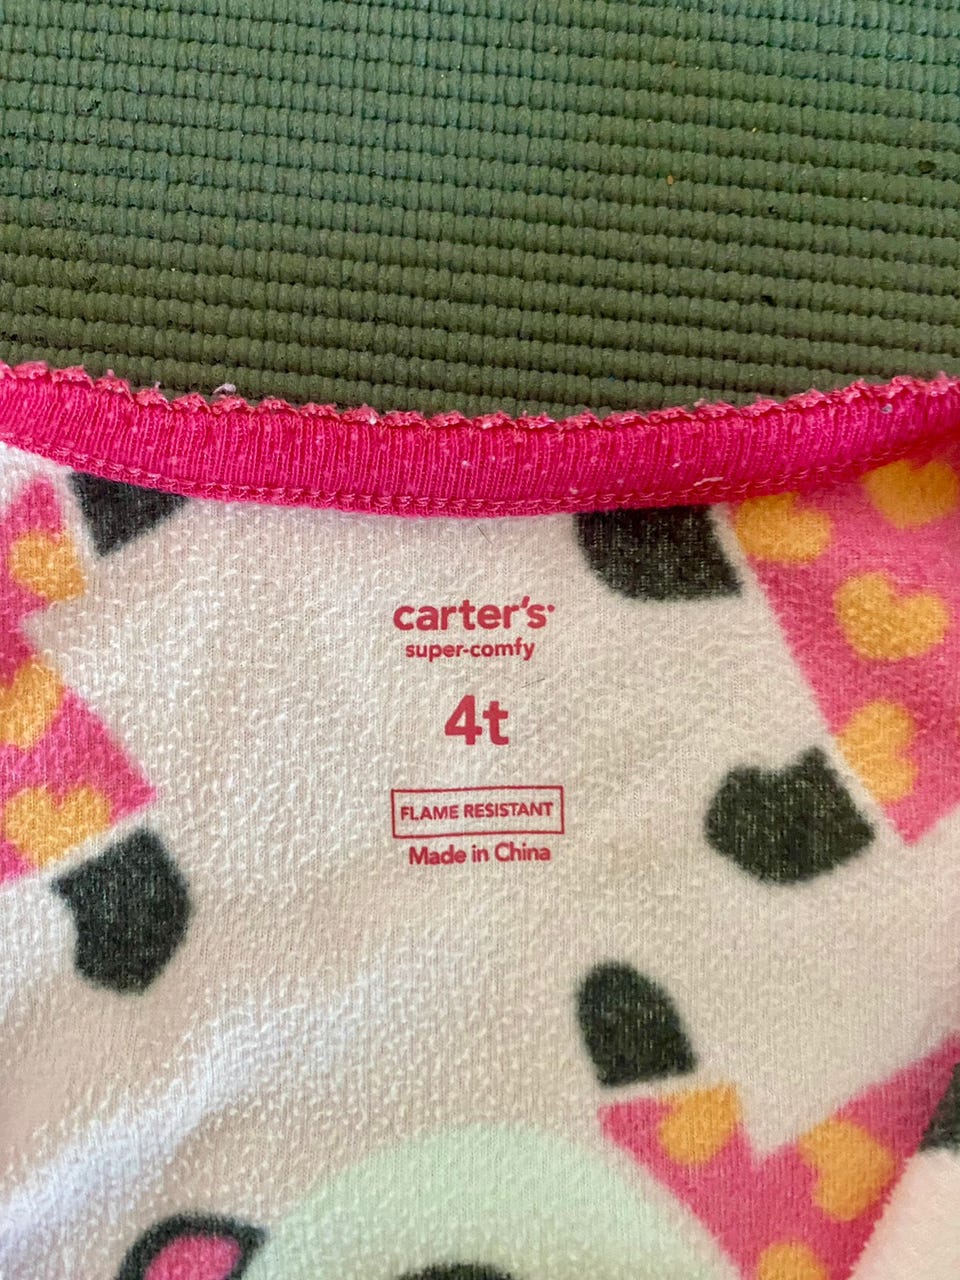 carter's
super-comfy
4t
FLAME RESISTANT
Made in China